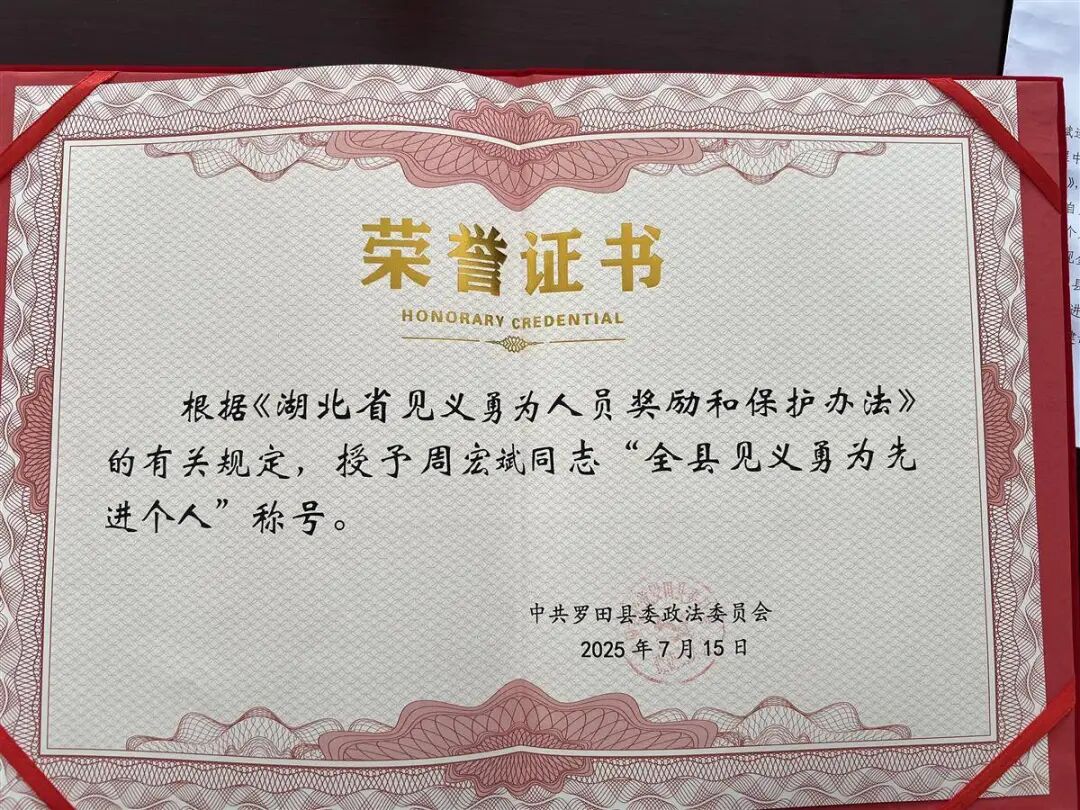 荣誉证书
HONORARY CREDENTIAL
根据《湖北省见义勇为人员奖励和保护办法》
的有关规定，授予周宏斌同志“全县见义勇为先
进个人”称号。
中共罗田县委政法委员会
2025年7月15日